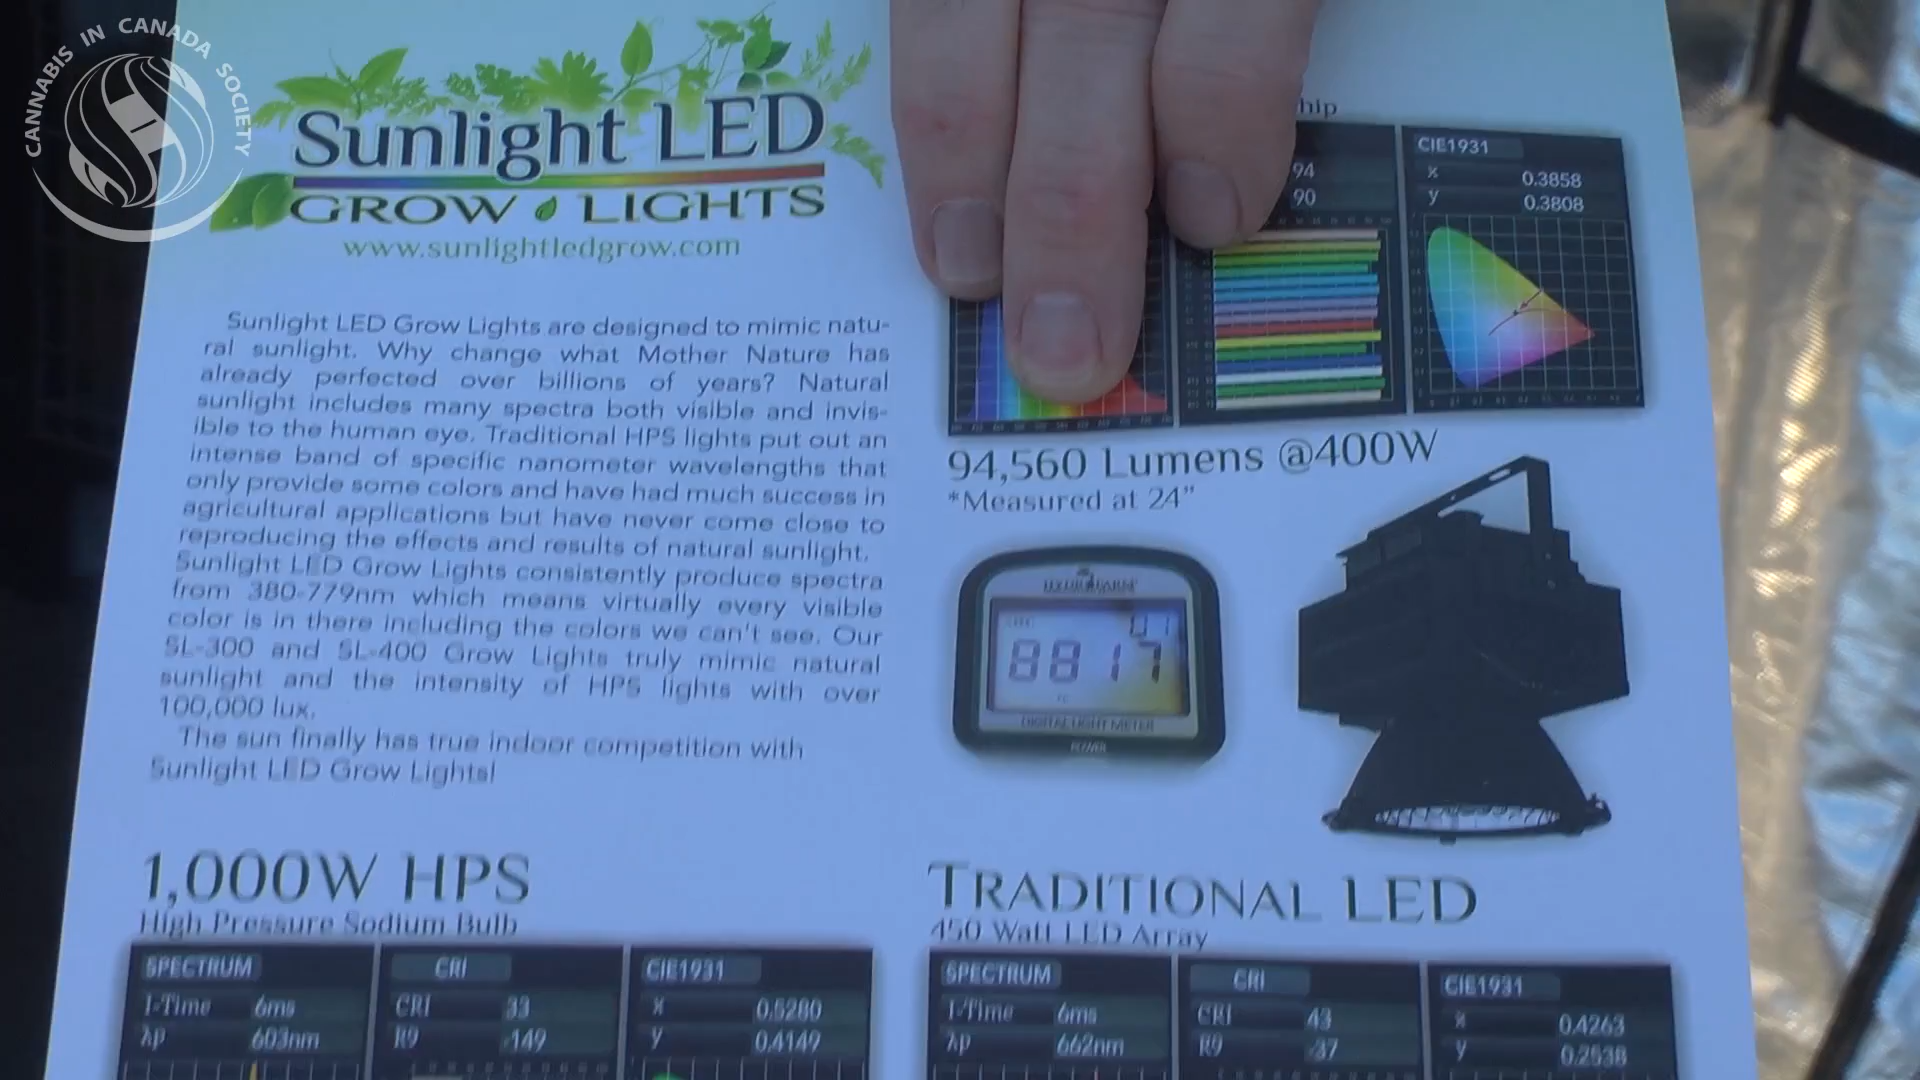 CANNABIS IN CANADA SOCIETY
Sunlight LED
GROW LIGHTS
www.sunlightledgrow.com
Sunlight LED Grow Lights are designed to mimic natu-
ral sunlight. Why change what Mother Nature has
already perfected over billions of years? Natural
sunlight includes many spectra both visible and invis-
ible to the human eye. Traditional HPS lights put out an
intense band of specific nanometer wavelengths that
only provide some colors and have had much success in
agricultural applications but have never come close to
reproducing the effects and results of natural sunlight.
Sunlight LED Grow Lights consistently produce spectra
from 380-779nm which means virtually every visible
color is in there including the colors we can't see. Our
SL-300 and SL-400 Grow Lights truly mimic natural
sunlight and the intensity of HPS lights with over
100,000 lux.
The sun finally has true indoor competition with
Sunlight LED Grow Lights!
hip
94
90
CIE1931
x 0.3858
y 0.3808
94,560 Lumens @400W
*Measured at 24"
01
8817
DIGITAL LIGHT METER
POWER
1,000W HPS
High Pressure Sodium Bulb
SPECTRUM
I-Time 6ms
λp 603nm
CRI
CRI 33
R9 -149
CIE1931
x 0.5280
y 0.4149
TRADITIONAL LED
450 Watt LED Array
SPECTRUM
I-Time 6ms
λp 662nm
CRI
CRI 43
R9 -37
CIE1931
x 0.4263
y 0.2538